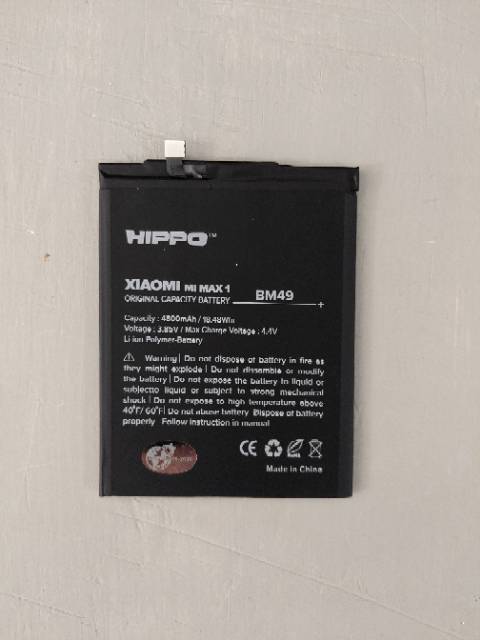 HIPPO™
XIAOMI MI MAX 1
ORIGINAL CAPACITY BATTERY
BM49
+
Capacity : 4800mAh / 18.48Wh
Voltage : 3.85V / Max Charge Voltage : 4.4V
Li-ion Polymer-Battery
⚠ Warning | Do not dispose of battery in fire as
they might explode | Do not dissamble or modify
the battery | Do not expose the battery to liquid or
subjectto liquid or subject to strong mechanical
shock | Do not expose to high temperature above
40°F/ 60°F | Do not abuse battery Dispose of battery
properly Follow instruction in manual
CE
Made in China